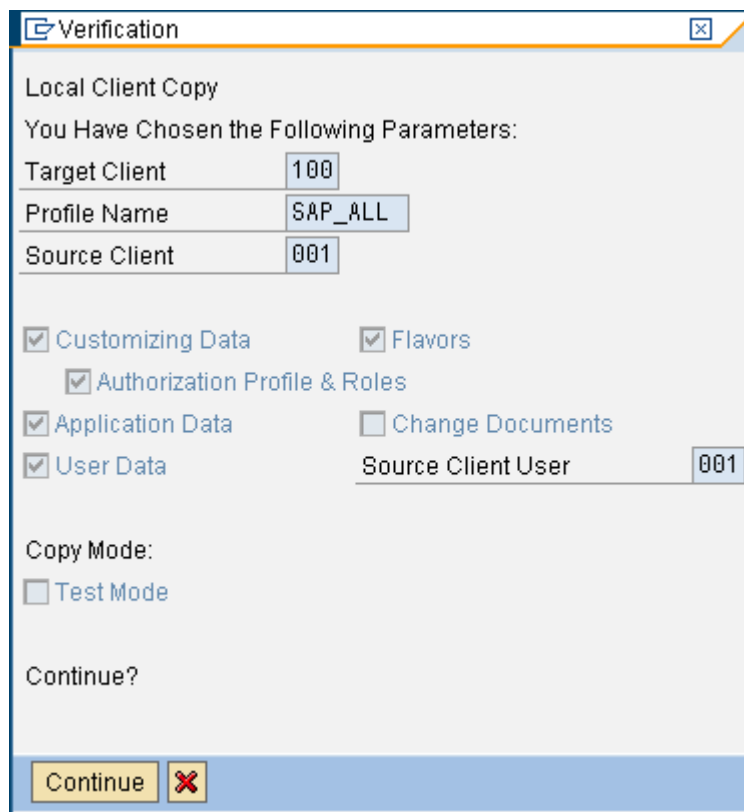 Verification
Local Client Copy
You Have Chosen the Following Parameters:
Target Client 100
Profile Name SAP_ALL
Source Client 001
Customizing Data Flavors
Authorization Profile & Roles
Application Data Change Documents
User Data Source Client User 001
Copy Mode:
Test Mode
Continue?
Continue